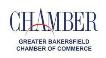 CHAMBER
GREATER BAKERSFIELD
CHAMBER OF COMMERCE